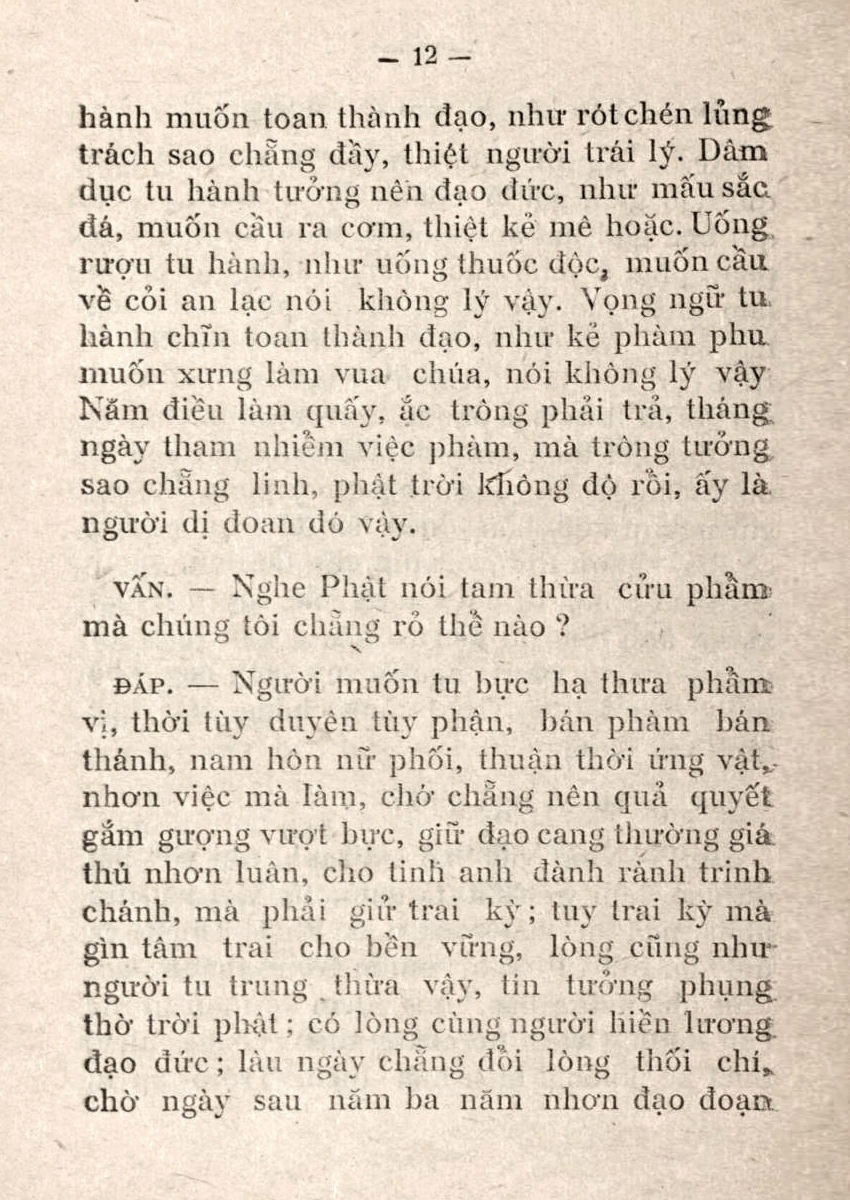 — 12 —
hành muốn toan thành đạo, như rót chén lủng
trách sao chẵng đầy, thiệt người trái lý. Dâm
dục tu hành tưởng nên đạo đức, như mấu sắc
đá, muốn cầu ra cơm, thiệt kẻ mê hoặc. Uống
rượu tu hành, như uống thuốc độc, muốn cầu
về cỏi an lạc nói không lý vậy. Vọng ngữ tu
hành chĩn toan thành đạo, như kẻ phàm phu
muốn xưng làm vua chúa, nói không lý vậy
Năm điều làm quấy, ắc trông phải trả, tháng
ngày tham nhiễm việc phàm, mà trông tưởng
sao chẵng linh, phật trời không độ rồi, ấy là
người dị đoan đó vậy.
VẤN. — Nghe Phật nói tam thừa cửu phẩm
mà chúng tôi chẵng rỏ thế nào ?
ĐÁP. — Người muốn tu bực hạ thưa phẩm
vị, thời tùy duyên tùy phận, bán phàm bán
thánh, nam hôn nữ phối, thuận thời ứng vật,
nhơn việc mà làm, chớ chẵng nên quả quyết
gắm gượng vượt bực, giữ đạo cang thường giá
thú nhơn luân, cho tinh anh đành rành trinh
chánh, mà phải giử trai kỳ ; tuy trai kỳ mà
gìn tâm trai cho bền vững, lòng cũng như
người tu trung thừa vậy, tin tưởng phụng
thờ trời phật ; có lòng cùng người hiền lương
đạo đức ; lâu ngày chẵng đổi lòng thối chí,
chờ ngày sau năm ba năm nhơn đạo đoạn